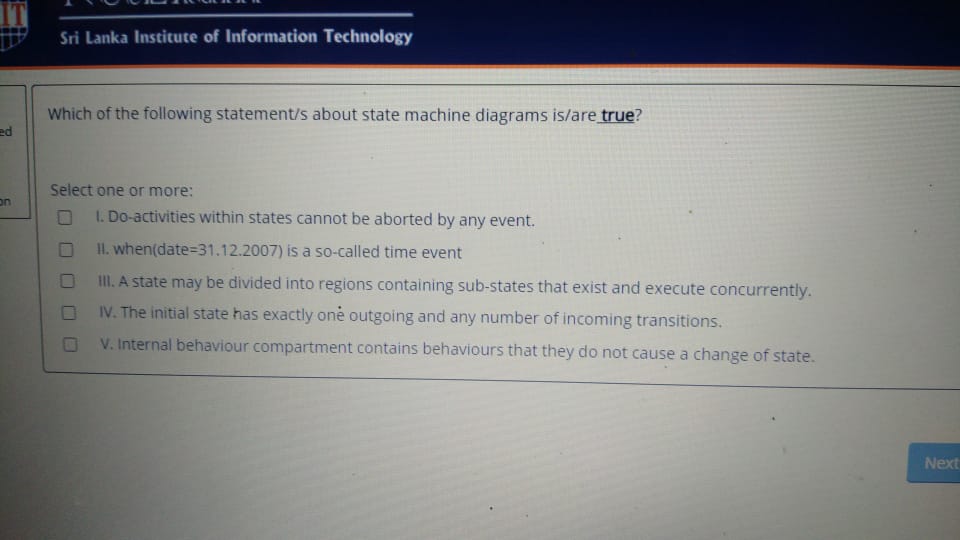 IT
Sri Lanka Institute of Information Technology
Which of the following statement/s about state machine diagrams is/are true?
ed
on
Select one or more:
I. Do-activities within states cannot be aborted by any event.
II. when(date=31.12.2007) is a so-called time event
III. A state may be divided into regions containing sub-states that exist and execute concurrently.
IV. The initial state has exactly one outgoing and any number of incoming transitions.
V. Internal behaviour compartment contains behaviours that they do not cause a change of state.
Next